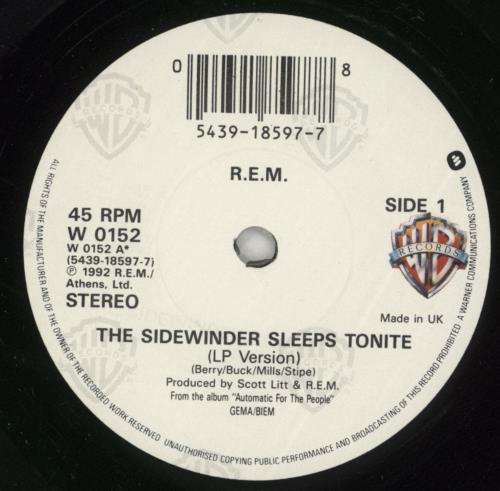 0 8
5439-18597-7
R.E.M.
45 RPM
W 0152
W 0152 A*
(5439-18597-7)
℗ 1992 R.E.M./
Athens, Ltd.
STEREO
SIDE 1
WB
RECORDS
Made in UK
THE SIDEWINDER SLEEPS TONITE
(LP Version)
(Berry/Buck/Mills/Stipe)
Produced by Scott Litt & R.E.M.
From the album "Automatic For The People"
GEMA/BIEM
ALL RIGHTS OF THE MANUFACTURER AND OF THE OWNER OF THE RECORDED WORK RESERVED UNAUTHORISED COPYING PUBLIC PERFORMANCE AND BROADCASTING OF THIS RECORD PROHIBITED A WARNER COMMUNICATIONS COMPANY